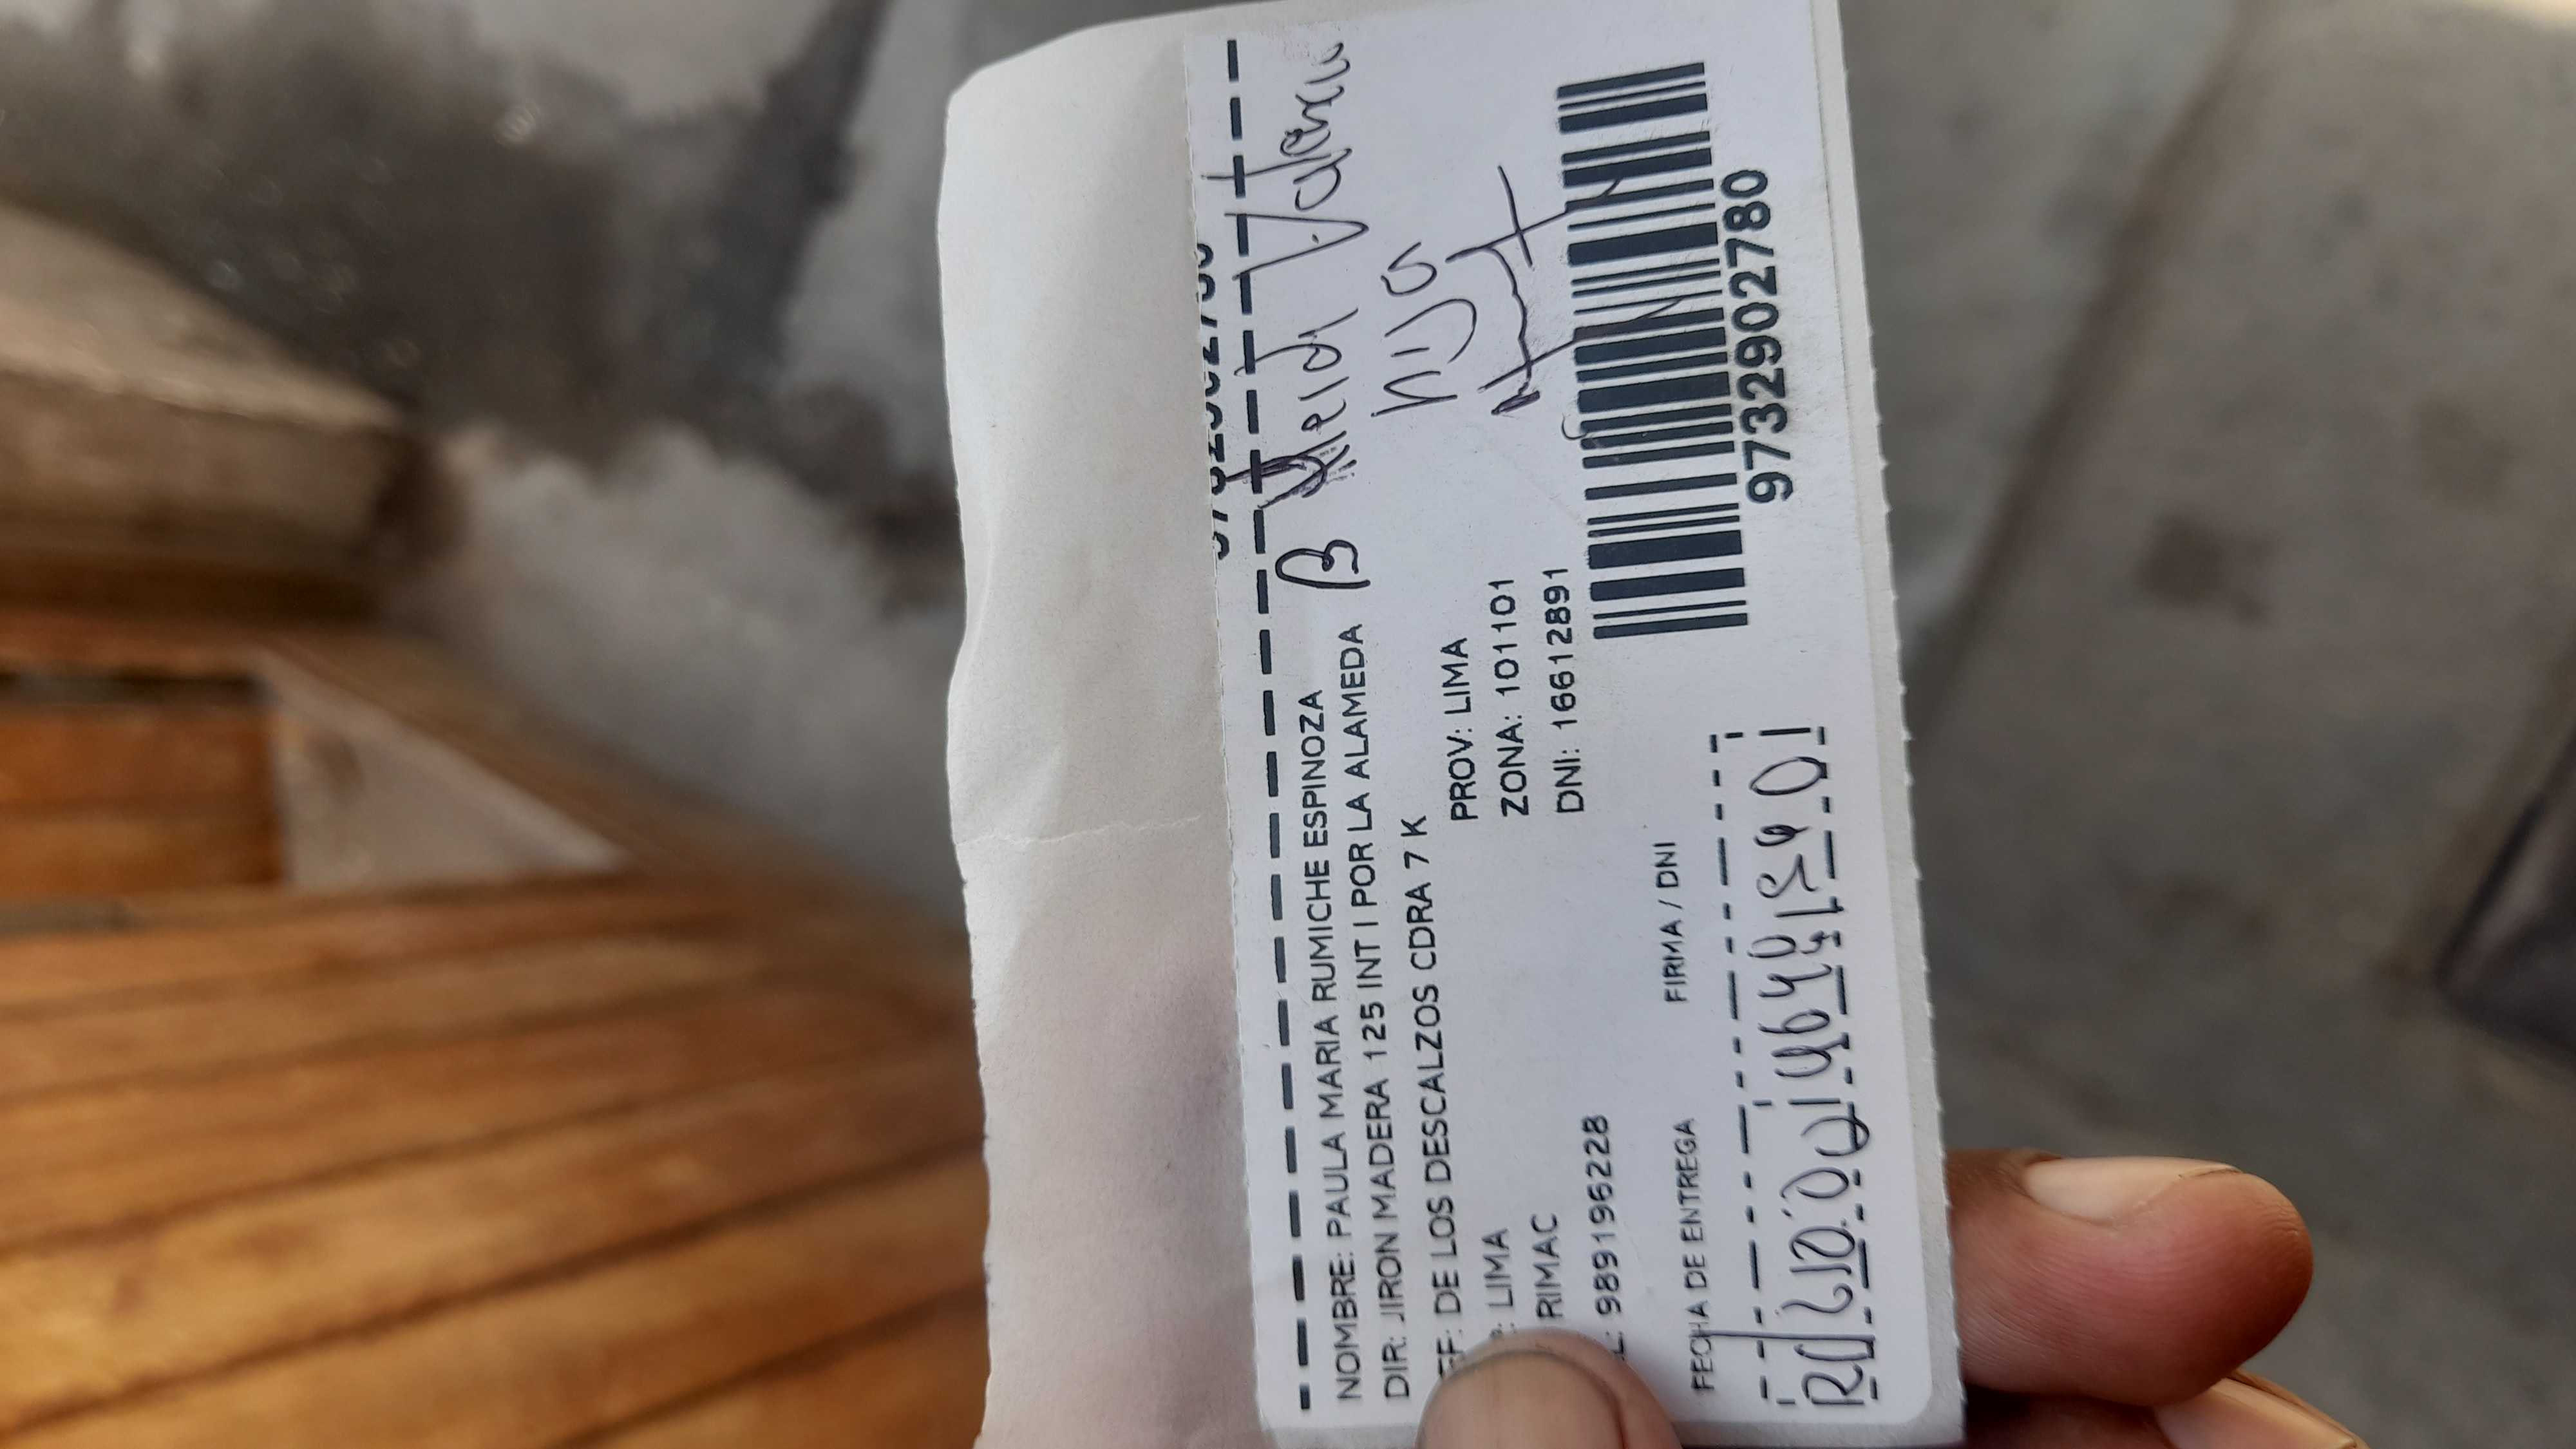 NOMBRE: PAULA MARIA RUMICHE ESPINOZA
DIR: JIRON MADERA 125 INT I POR LA ALAMEDA
EF: DE LOS DESCALZOS CDRA 7 K
: LIMA PROV: LIMA
RIMAC ZONA: 101101
L: 989196228 DNI: 16612891
B
hija
FECHA DE ENTREGA FIRMA / DNI
9732902780